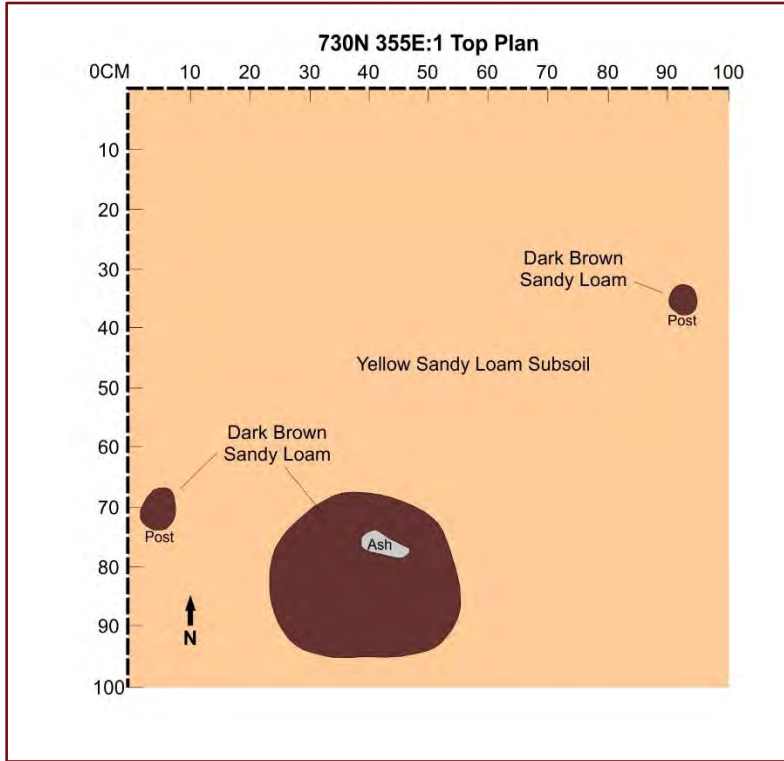 730N 355E:1 Top Plan
0CM 10 20 30 40 50 60 70 80 90 100
10
20
30
40
50
60
70
80
90
100
Dark Brown
Sandy Loam
Post
Yellow Sandy Loam Subsoil
Dark Brown
Sandy Loam
Post
Ash
N